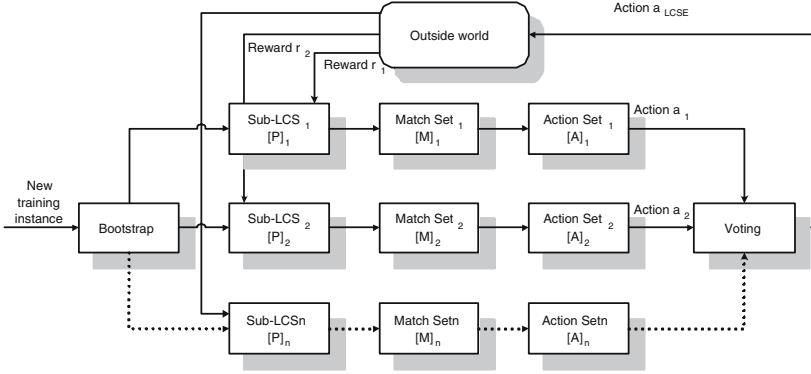 Action a LCSE
Outside world
Reward r 2
Reward r 1
Sub-LCS 1
[P] 1
Match Set 1
[M] 1
Action Set 1
[A] 1
Action a 1
New
training
instance
Bootstrap
Sub-LCS 2
[P] 2
Match Set 2
[M] 2
Action Set 2
[A] 2
Action a 2
Voting
Sub-LCSn
[P] n
Match Setn
[M] n
Action Setn
[A] n